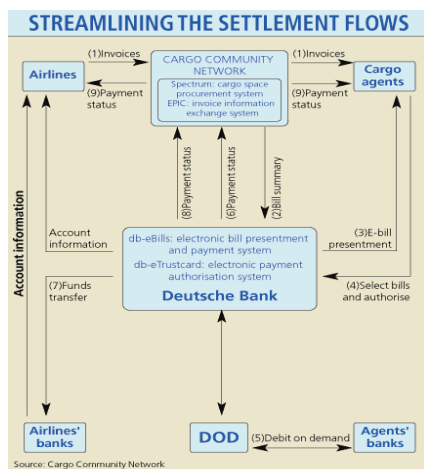 STREAMLINING THE SETTLEMENT FLOWS
(1)Invoices
(1)Invoices
CARGO COMMUNITY
NETWORK
Airlines
Cargo
agents
Spectrum: cargo space
procurement system
EPIC: invoice information
exchange system
(9)Payment
status
(9)Payment
status
(8)Payment status
(6)Payment status
(2)Bill summary
Account information
Account
information
(3)E-bill
presentment
db-eBills: electronic bill presentment
and payment system
db-eTrustcard: electronic payment
authorisation system
Deutsche Bank
(7)Funds
transfer
(4)Select bills
and authorise
Airlines'
banks
DOD
(5)Debit on demand
Agents'
banks
Source: Cargo Community Network